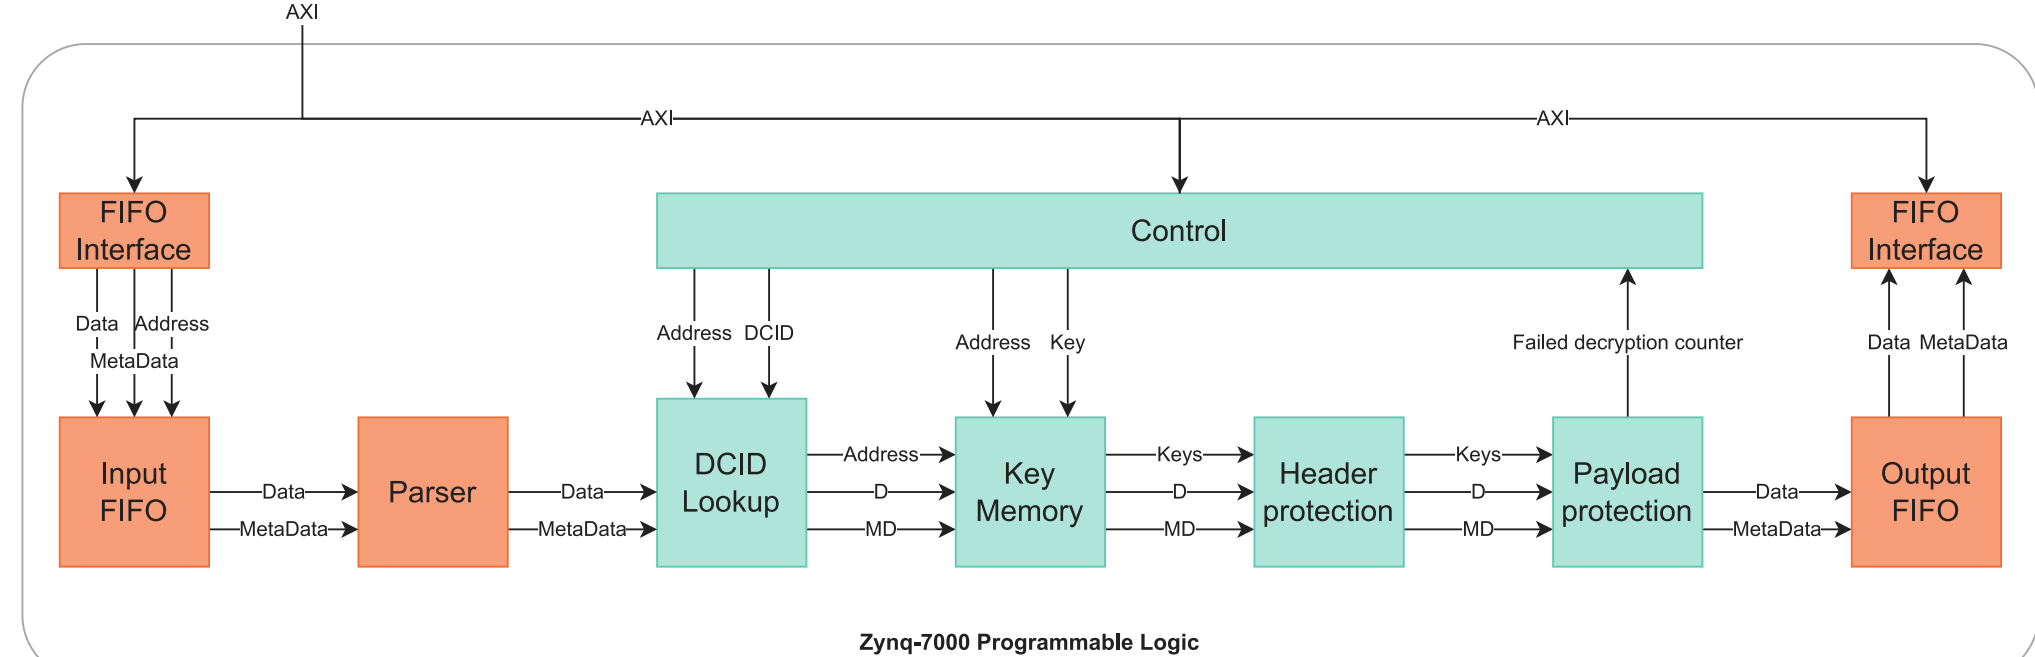 AXI
AXI
AXI
FIFO
Interface
Control
FIFO
Interface
Data
Address
MetaData
Address
DCID
Address
Key
Failed decryption counter
Data
MetaData
Input
FIFO
Data
MetaData
Parser
Data
MetaData
DCID
Lookup
Address
D
MD
Key
Memory
Keys
D
MD
Header
protection
Keys
D
MD
Payload
protection
Data
MetaData
Output
FIFO
Zynq-7000 Programmable Logic